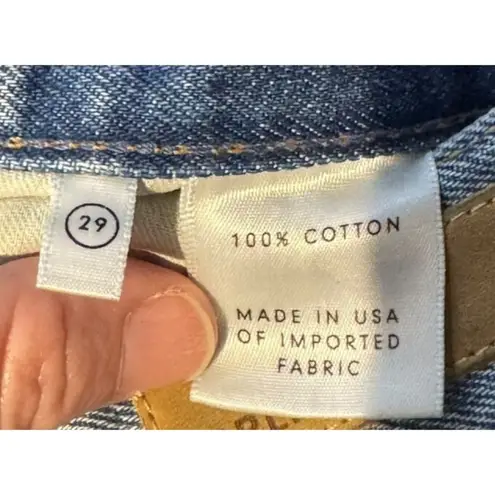 29
100% COTTON
MADE IN USA
OF IMPORTED
FABRIC